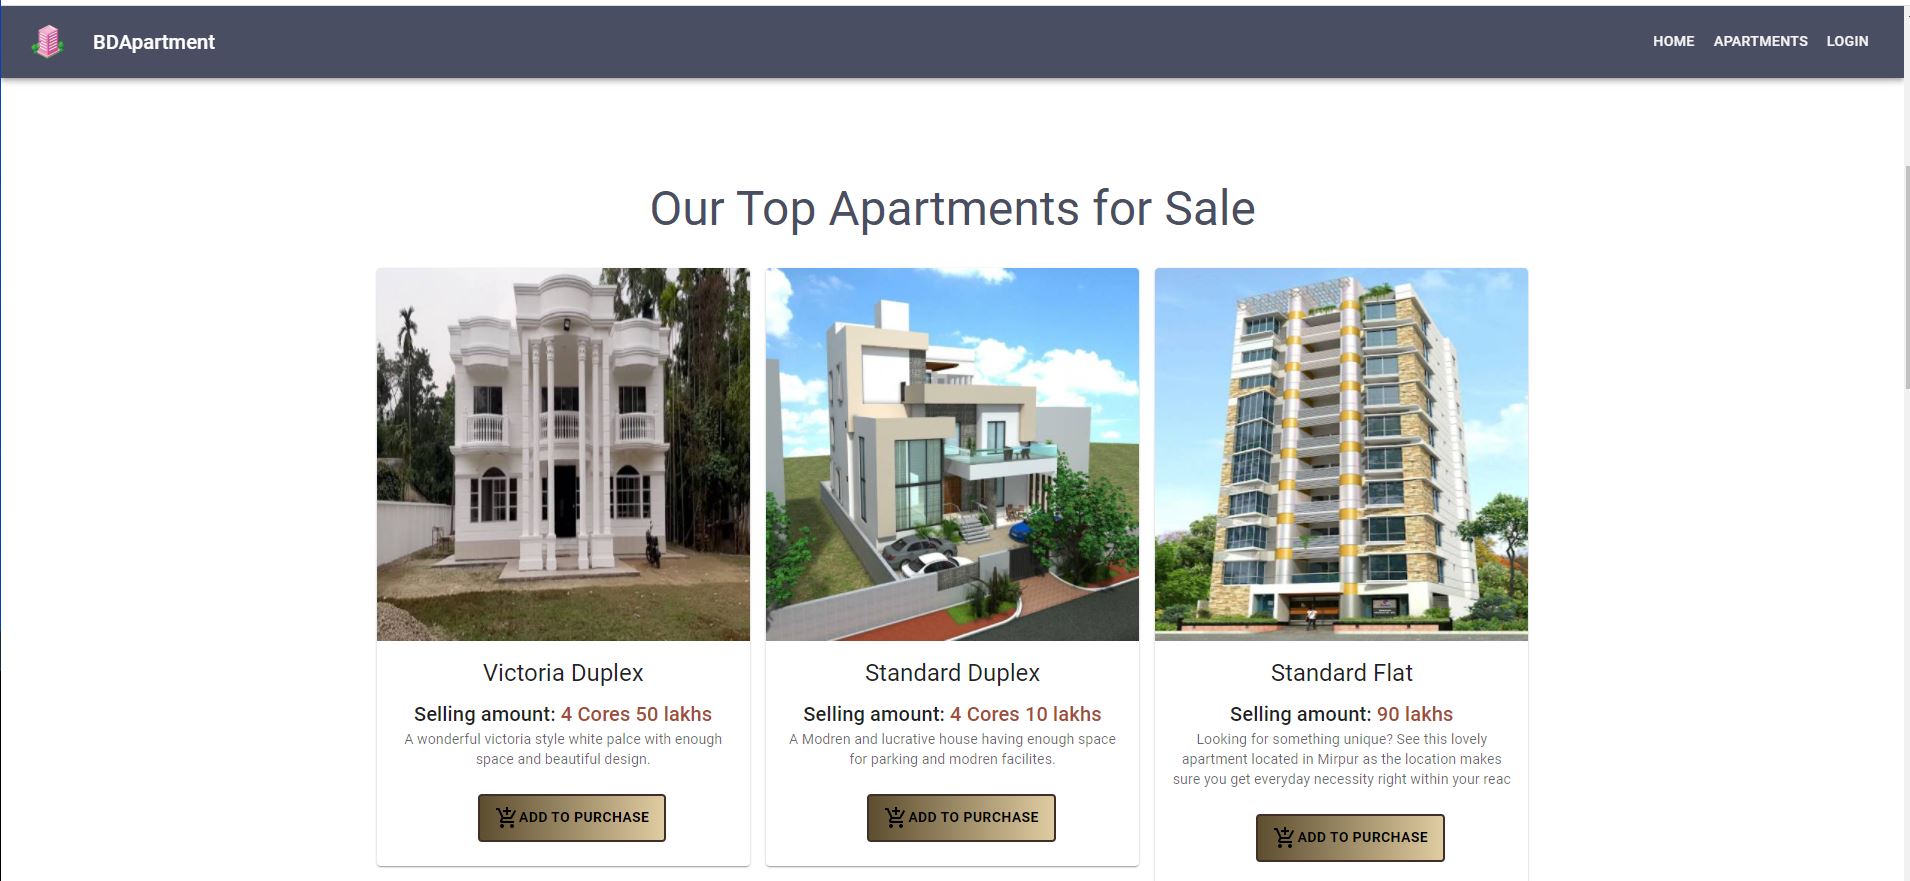 BDApartment
HOME APARTMENTS LOGIN
Our Top Apartments for Sale
Victoria Duplex
Selling amount: 4 Cores 50 lakhs
A wonderful victoria style white palce with enough
space and beautiful design.
ADD TO PURCHASE
Standard Duplex
Selling amount: 4 Cores 10 lakhs
A Modren and lucrative house having enough space
for parking and modren facilites.
ADD TO PURCHASE
Standard Flat
Selling amount: 90 lakhs
Looking for something unique? See this lovely
apartment located in Mirpur as the location makes
sure you get everyday necessity right within your reac
ADD TO PURCHASE